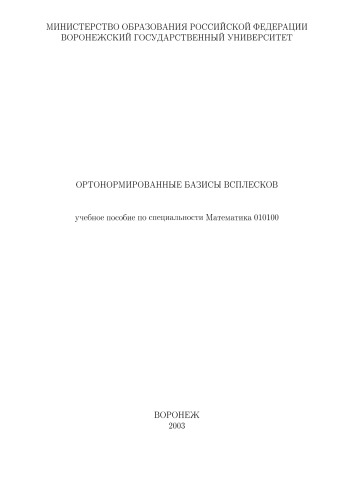 МИНИСТЕРСТВО ОБРАЗОВАНИЯ РОССИЙСКОЙ ФЕДЕРАЦИИ
ВОРОНЕЖСКИЙ ГОСУДАРСТВЕННЫЙ УНИВЕРСИТЕТ
ОРТОНОРМИРОВАННЫЕ БАЗИСЫ ВСПЛЕСКОВ
учебное пособие по специальности Математика 010100
ВОРОНЕЖ
2003